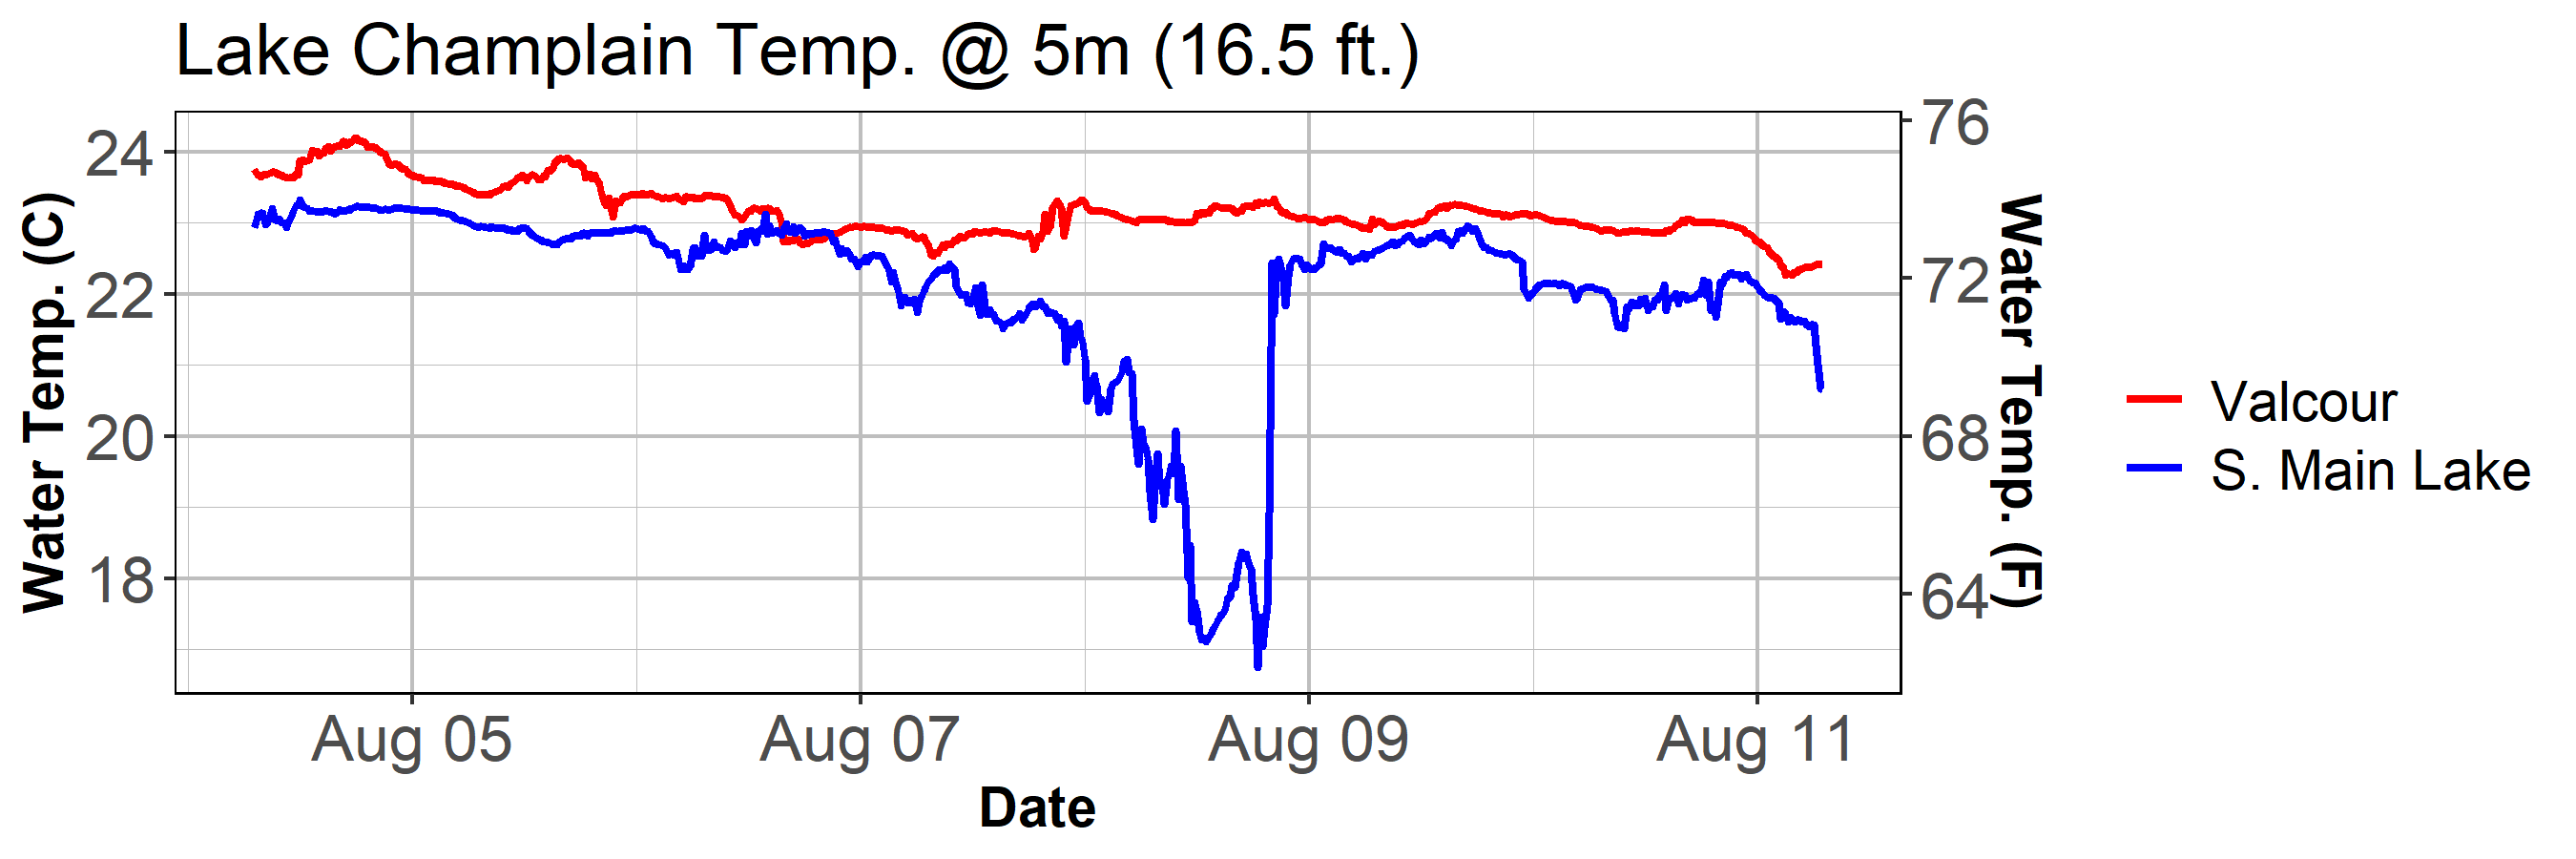 Lake Champlain Temp. @ 5m (16.5 ft.)
Water Temp. (C)
24
22
20
18
76
72
68
64
Water Temp. (F)
Aug 05
Aug 07
Aug 09
Aug 11
Date
Valcour
S. Main Lake